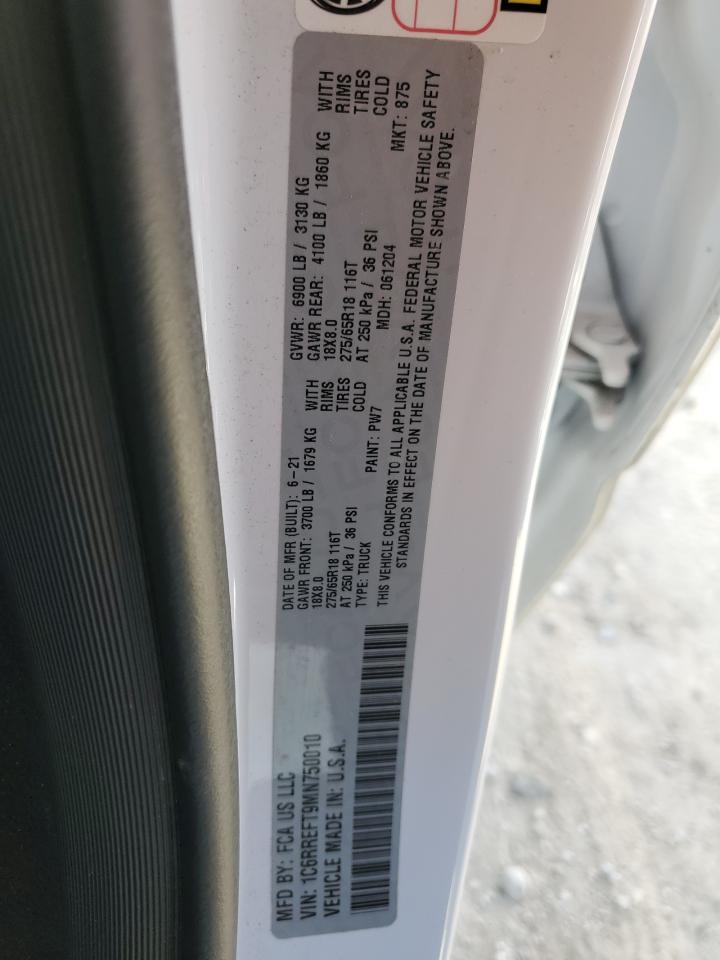 MFD BY: FCA US LLC
VIN: 1C6RREFT9MN750010
VEHICLE MADE IN: U.S.A.
DATE OF MFR (BUILT): 6-21
GAWR FRONT: 3700 LB / 1679 KG WITH
18X8.0 RIMS
275/65R18 116T TIRES
AT 250 kPa / 36 PSI COLD
TYPE: TRUCK PAINT: PW7
GVWR: 6900 LB / 3130 KG
GAWR REAR: 4100 LB / 1860 KG WITH
18X8.0 RIMS
275/65R18 116T TIRES
AT 250 kPa / 36 PSI COLD
MDH: 061204 MKT: 875
THIS VEHICLE CONFORMS TO ALL APPLICABLE U.S.A. FEDERAL MOTOR VEHICLE SAFETY
STANDARDS IN EFFECT ON THE DATE OF MANUFACTURE SHOWN ABOVE.